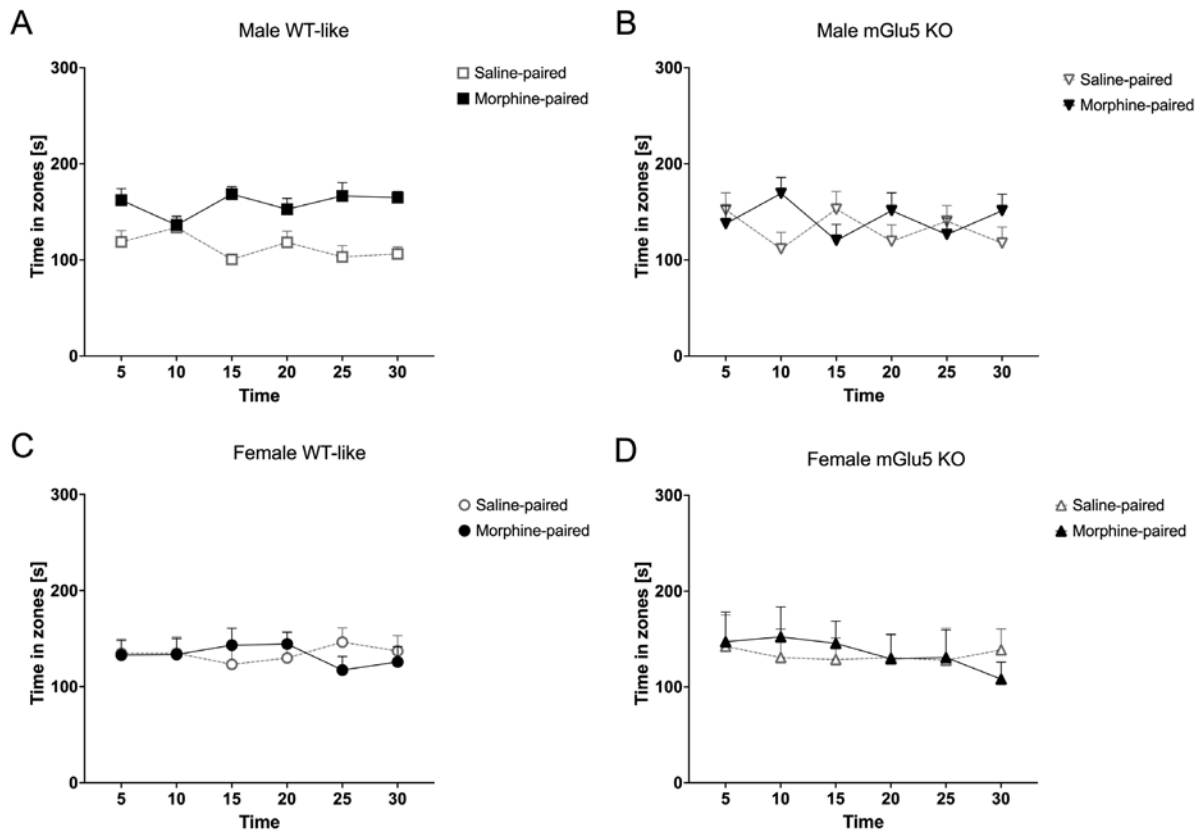 A
Male WT-like
Saline-paired
Morphine-paired
Time in zones [s]
300
200
100
0
5 10 15 20 25 30
Time
B
Male mGlu5 KO
Saline-paired
Morphine-paired
Time in zones [s]
300
200
100
0
5 10 15 20 25 30
Time
C
Female WT-like
Saline-paired
Morphine-paired
Time in zones [s]
300
200
100
0
5 10 15 20 25 30
Time
D
Female mGlu5 KO
Saline-paired
Morphine-paired
Time in zones [s]
300
200
100
0
5 10 15 20 25 30
Time